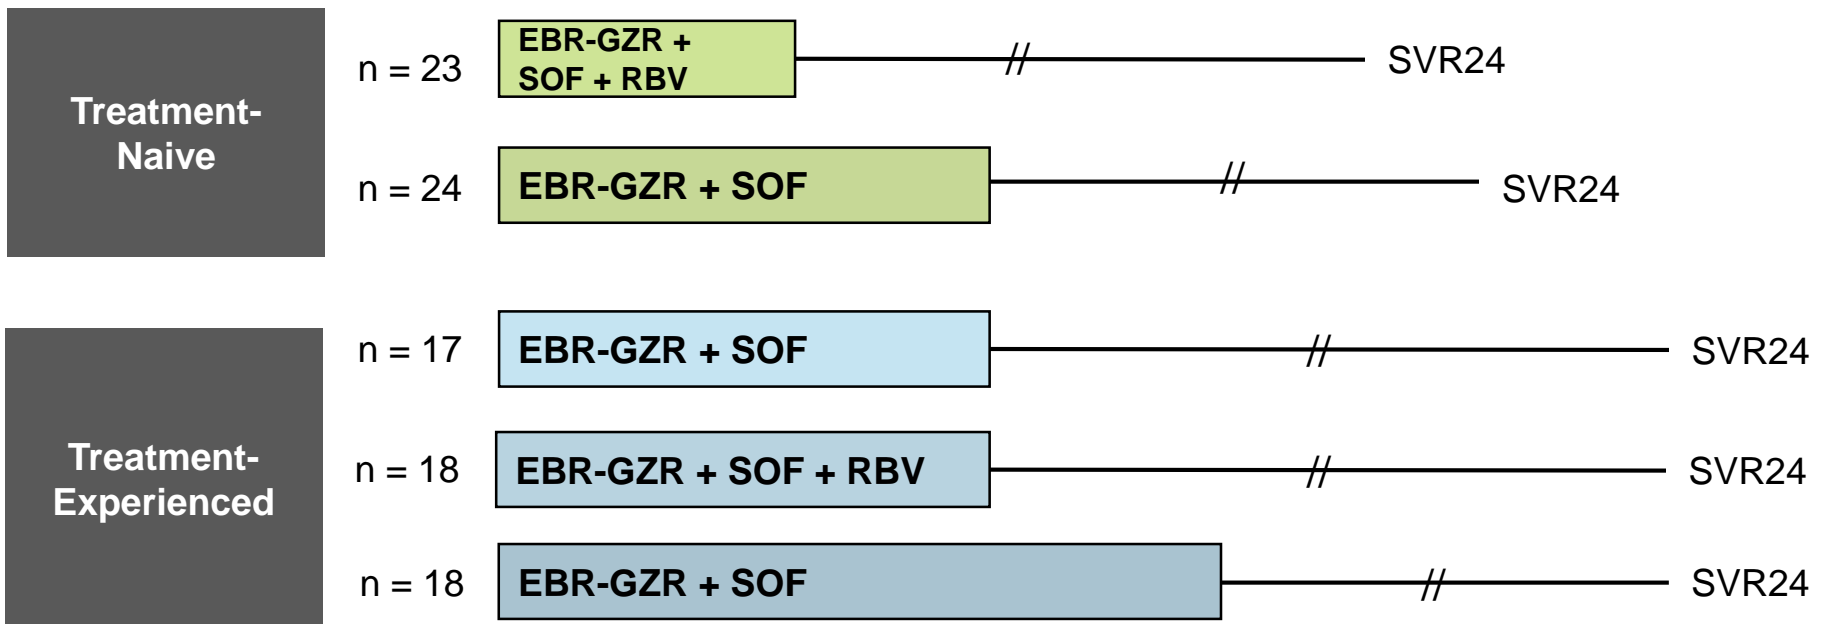 Treatment-
Naive
n = 23
EBR-GZR +
SOF + RBV
SVR24
n = 24
EBR-GZR + SOF
SVR24
Treatment-
Experienced
n = 17
EBR-GZR + SOF
SVR24
n = 18
EBR-GZR + SOF + RBV
SVR24
n = 18
EBR-GZR + SOF
SVR24